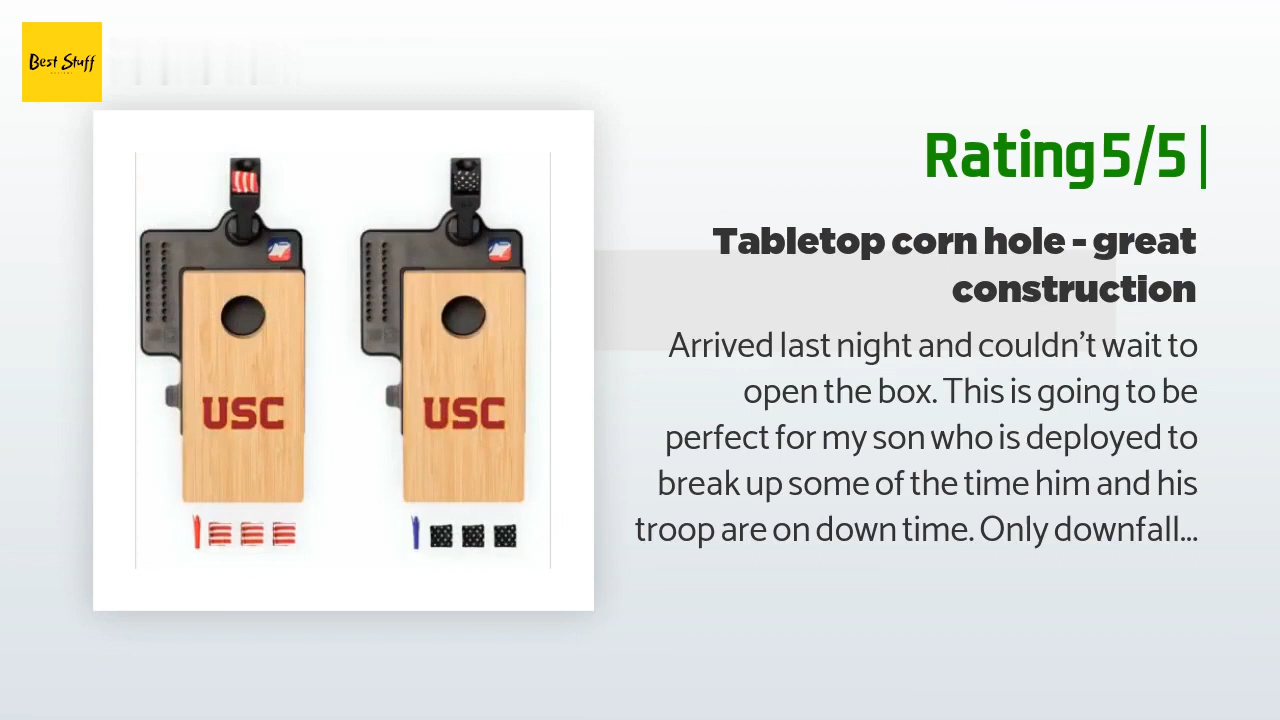 Best Stuff
Rating 5/5 |
Tabletop corn hole - great
construction
Arrived last night and couldn't wait to
open the box. This is going to be
perfect for my son who is deployed to
break up some of the time him and his
troop are on down time. Only downfall...
USC
USC